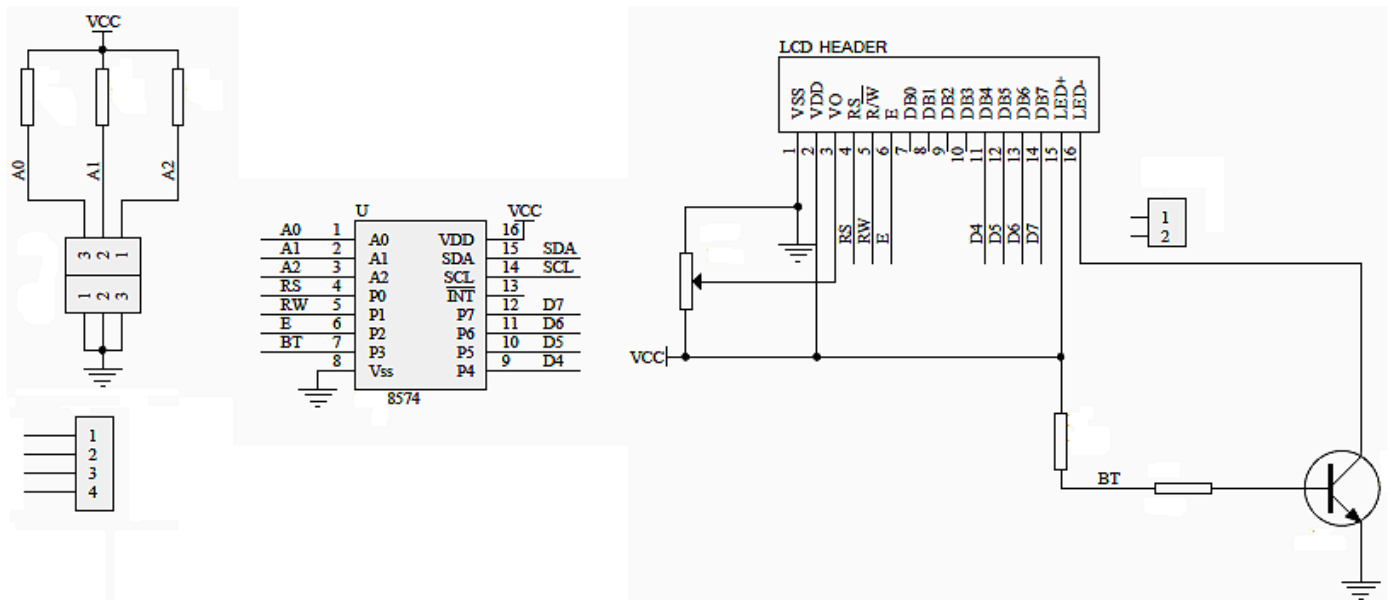 VCC
A0
A1
A2
3 2 1
1 2 3
1
2
3
4
U
VCC
A0 1 A0 VDD 16
A1 2 A1 SDA 15 SDA
A2 3 A2 SCL 14 SCL
RS 4 P0 INT 13
RW 5 P1 P7 12 D7
E 6 P2 P6 11 D6
BT 7 P3 P5 10 D5
8 Vss P4 9 D4
8574
LCD HEADER
VSS VDD VO RS R/W E DB0 DB1 DB2 DB3 DB4 DB5 DB6 DB7 LED+ LED-
1 2 3 4 5 6 7 8 9 10 11 12 13 14 15 16
RS RW E D4 D5 D6 D7
1
2
VCC
BT